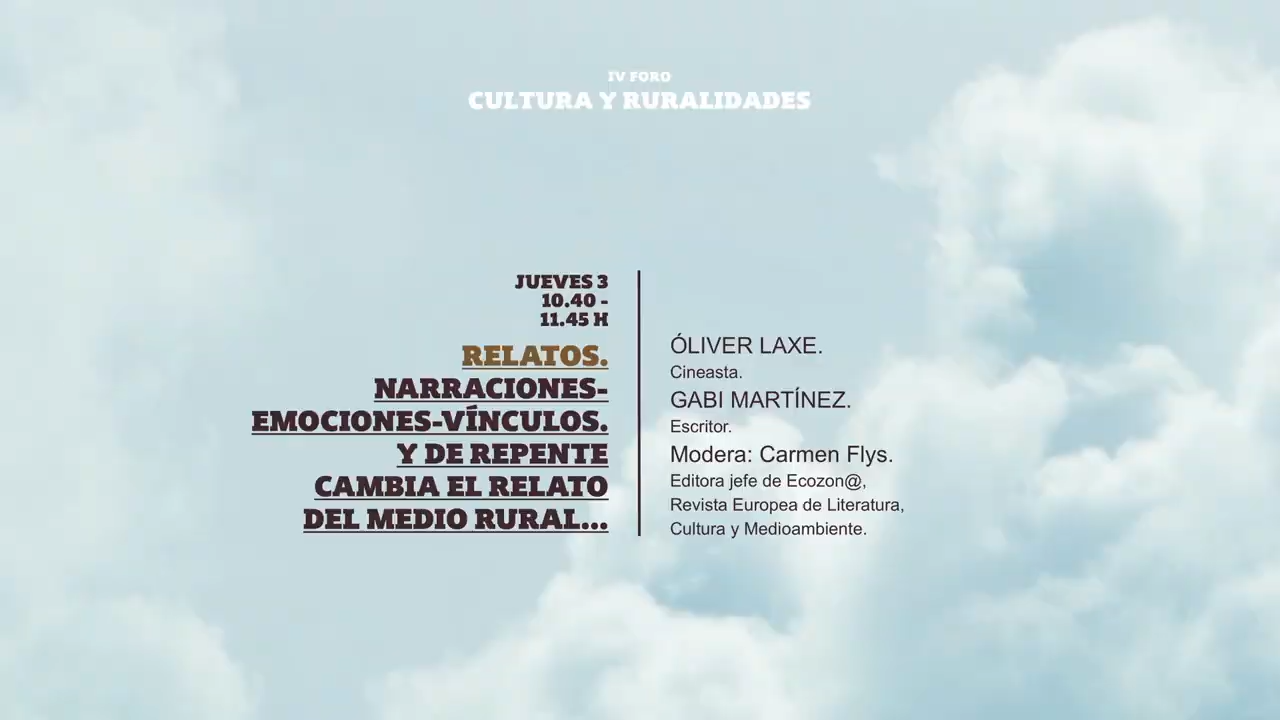 IV FORO
CULTURA Y RURALIDADES
JUEVES 3
10.40 -
11.45 H
RELATOS.
NARRACIONES-
EMOCIONES-VÍNCULOS.
Y DE REPENTE
CAMBIA EL RELATO
DEL MEDIO RURAL...
ÓLIVER LAXE.
Cineasta.
GABI MARTÍNEZ.
Escritor.
Modera: Carmen Flys.
Editora jefe de Ecozon@,
Revista Europea de Literatura,
Cultura y Medioambiente.